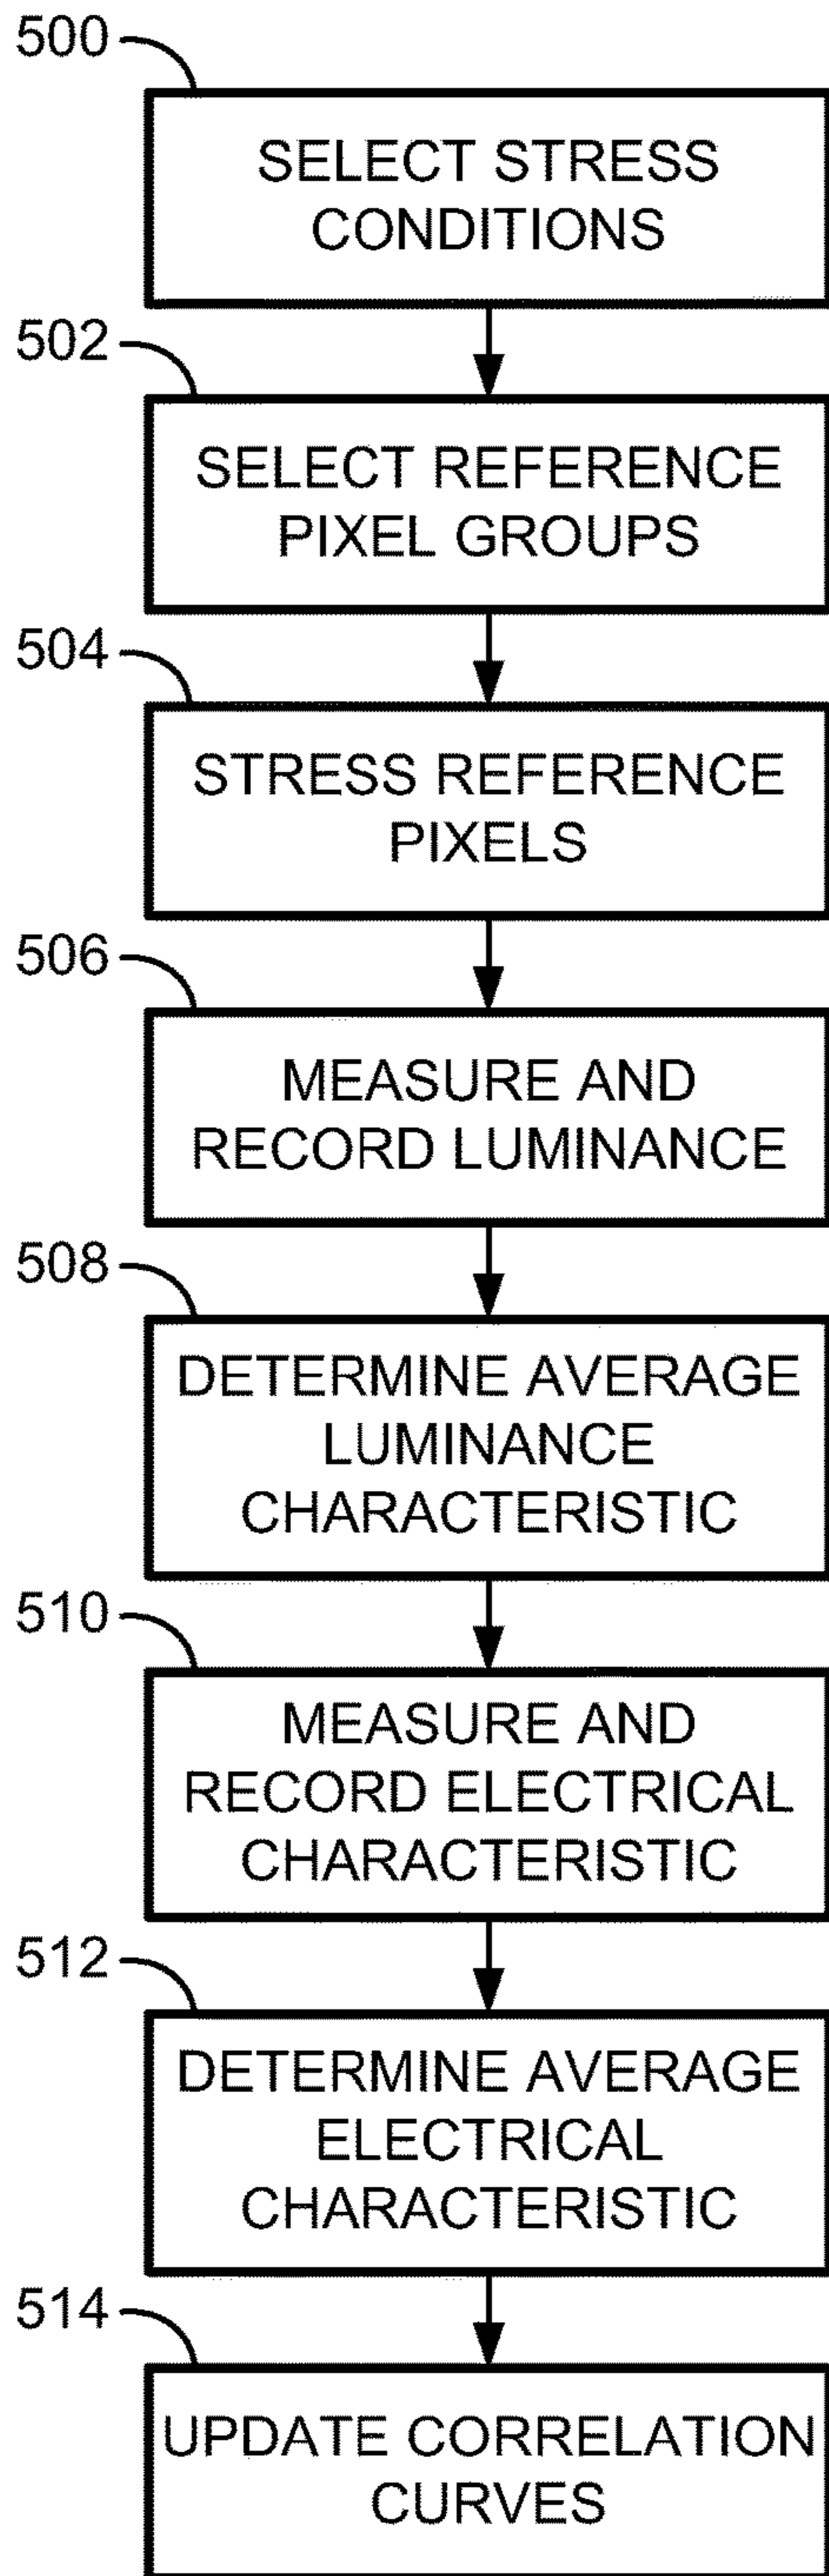 500
SELECT STRESS
CONDITIONS
502
SELECT REFERENCE
PIXEL GROUPS
504
STRESS REFERENCE
PIXELS
506
MEASURE AND
RECORD LUMINANCE
508
DETERMINE AVERAGE
LUMINANCE
CHARACTERISTIC
510
MEASURE AND
RECORD ELECTRICAL
CHARACTERISTIC
512
DETERMINE AVERAGE
ELECTRICAL
CHARACTERISTIC
514
UPDATE CORRELATION
CURVES